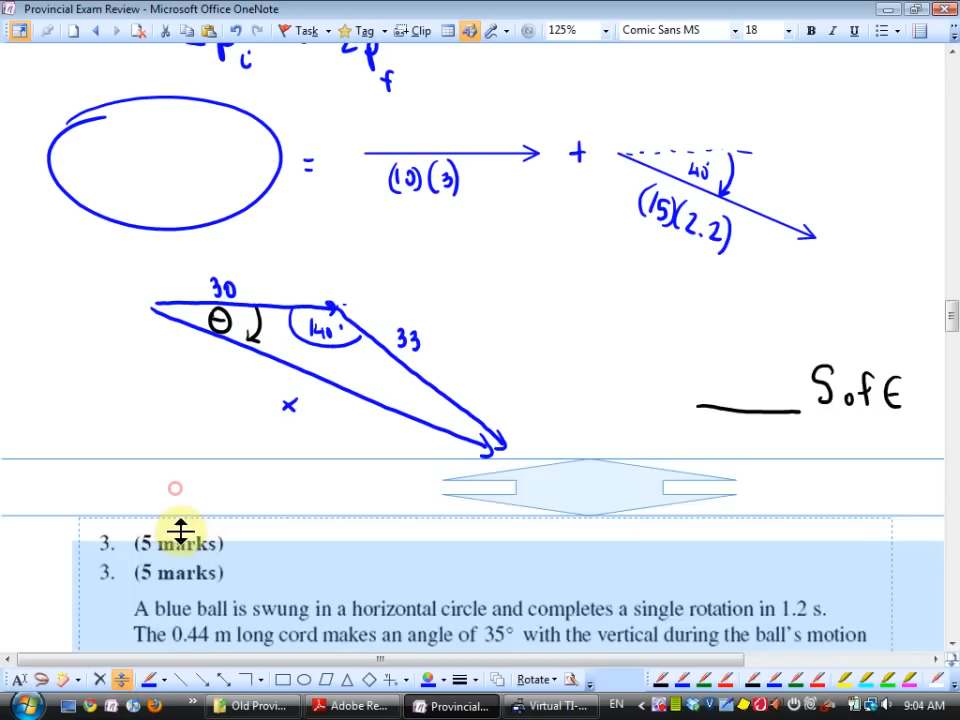 Provincial Exam Review - Microsoft Office OneNote
Task Tag Clip 125% Comic Sans MS 18 B I U
Pi 2Pf
= (10)(3) + 40° (15)(2.2)
30
θ 140° 33
x
S of E
3. (5 marks)
3. (5 marks)
A blue ball is swung in a horizontal circle and completes a single rotation in 1.2 s.
The 0.44 m long cord makes an angle of 35° with the vertical during the ball's motion
Rotate
Old Provi... Adobe Re... Provincial... Virtual TI-... EN 9:04 AM